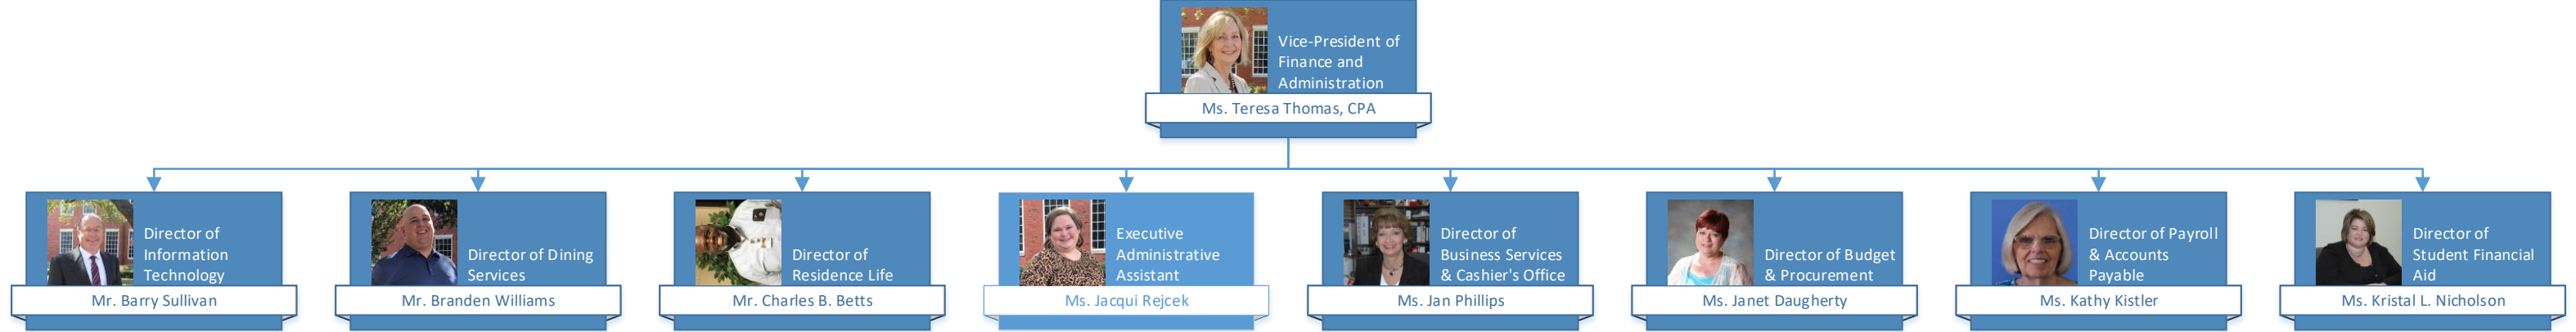 Vice-President of
Finance and
Administration
Ms. Teresa Thomas, CPA
Director of
Information
Technology
Mr. Barry Sullivan
Director of Dining
Services
Mr. Branden Williams
Director of
Residence Life
Mr. Charles B. Betts
Executive
Administrative
Assistant
Ms. Jacqui Rejcek
Director of
Business Services
& Cashier's Office
Ms. Jan Phillips
Director of Budget
& Procurement
Ms. Janet Daugherty
Director of Payroll
& Accounts
Payable
Ms. Kathy Kistler
Director of
Student Financial
Aid
Ms. Kristal L. Nicholson